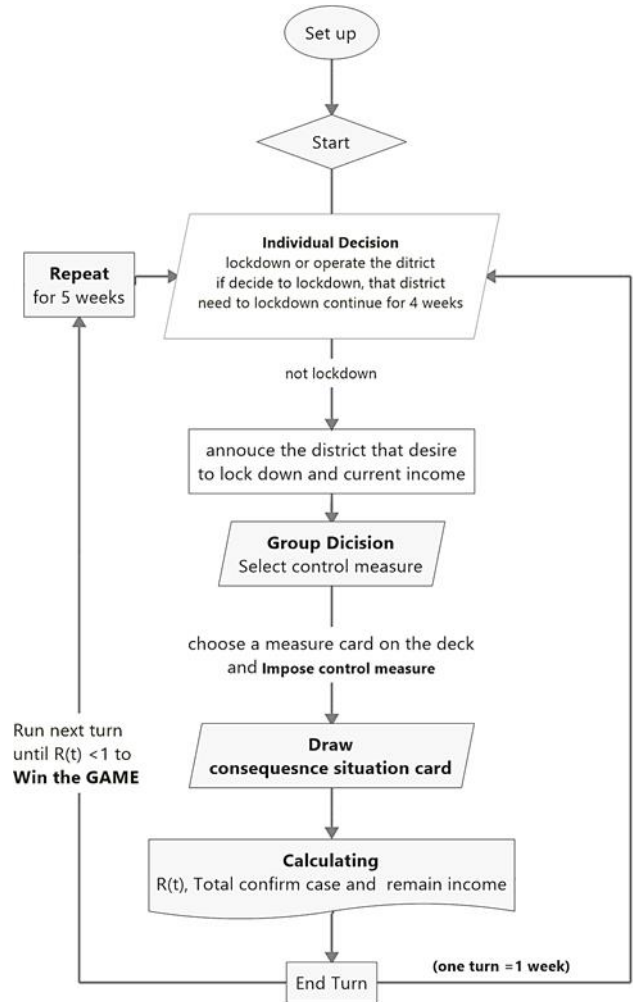 Set up
Start
Individual Decision
lockdown or operate the ditrict
if decide to lockdown, that district
need to lockdown continue for 4 weeks
Repeat
for 5 weeks
not lockdown
annouce the district that desire
to lock down and current income
Group Dicision
Select control measure
choose a measure card on the deck
and Impose control measure
Run next turn
until R(t) <1 to
Win the GAME
Draw
consequesnce situation card
Calculating
R(t), Total confirm case and remain income
(one turn =1 week)
End Turn